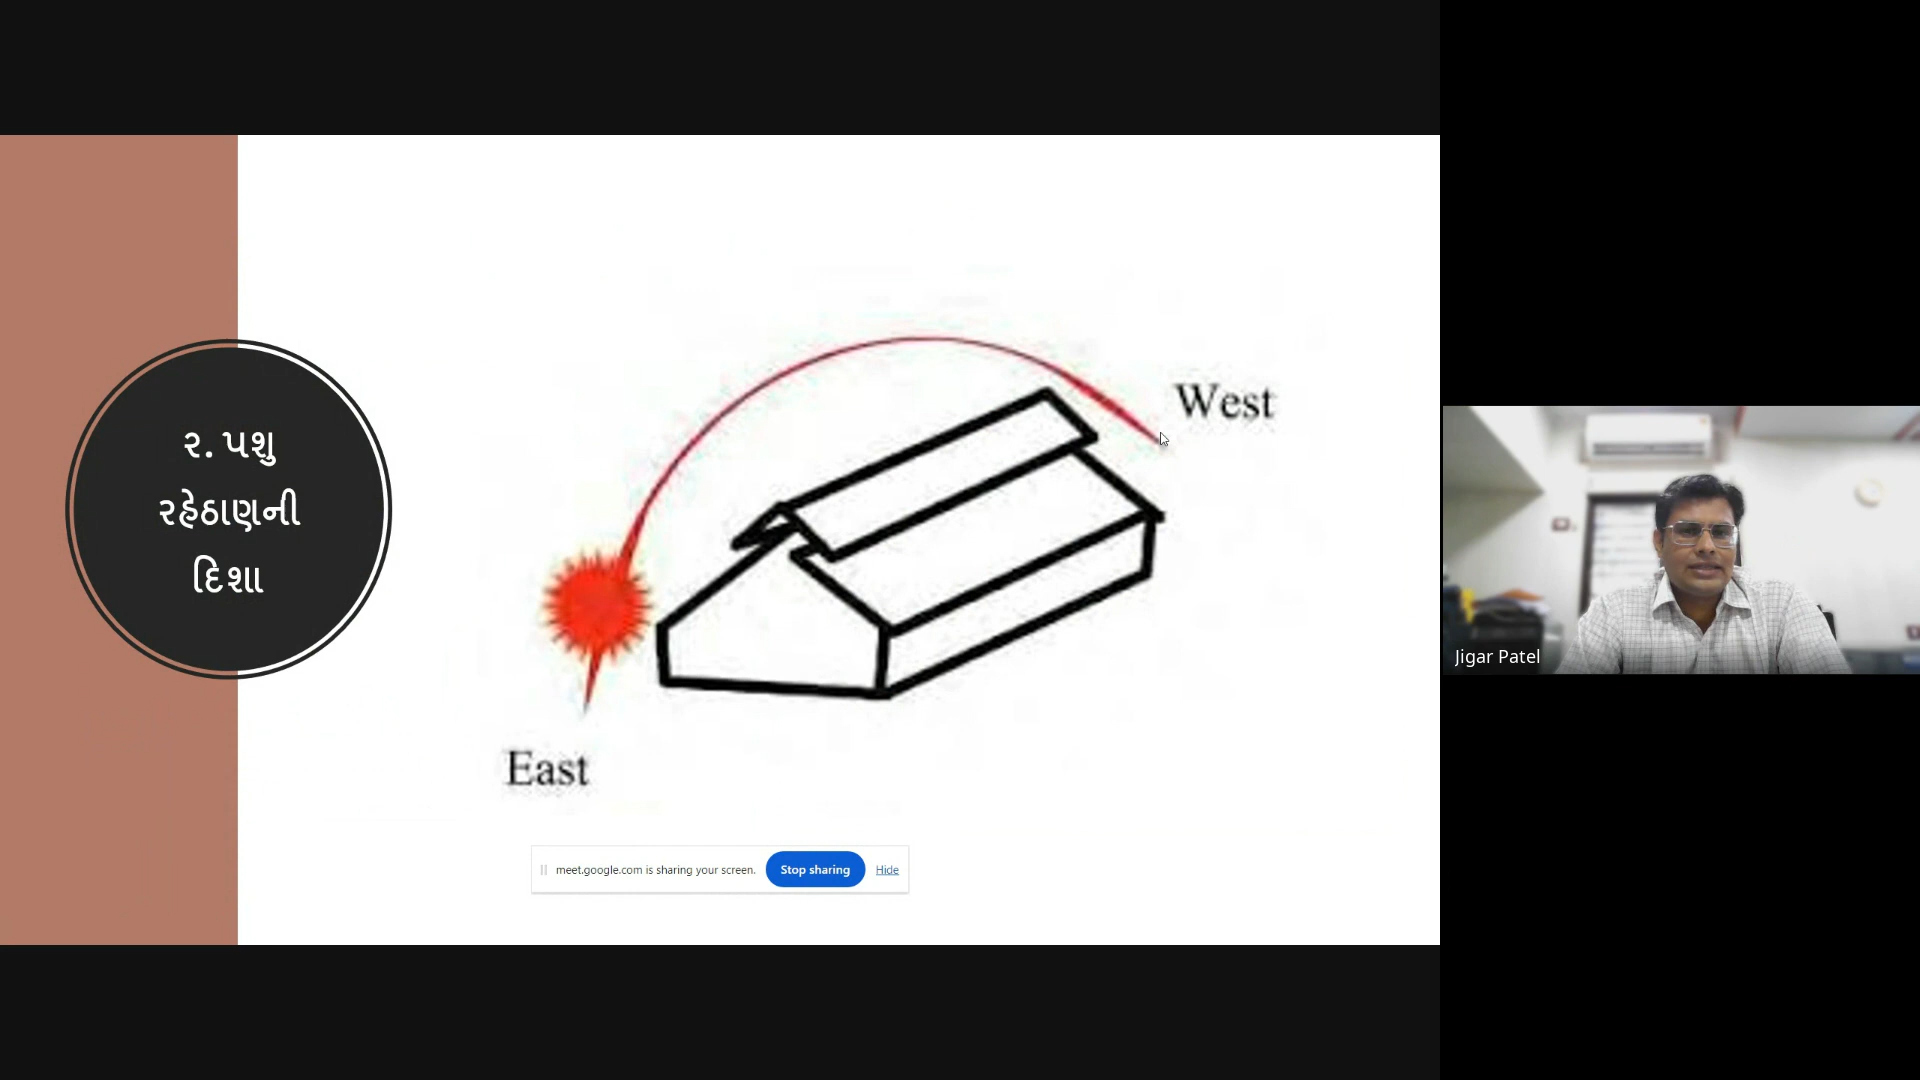 ૨. પશુ
રહેઠાણની
દિશા
West
East
meet.google.com is sharing your screen. Stop sharing Hide
Jigar Patel